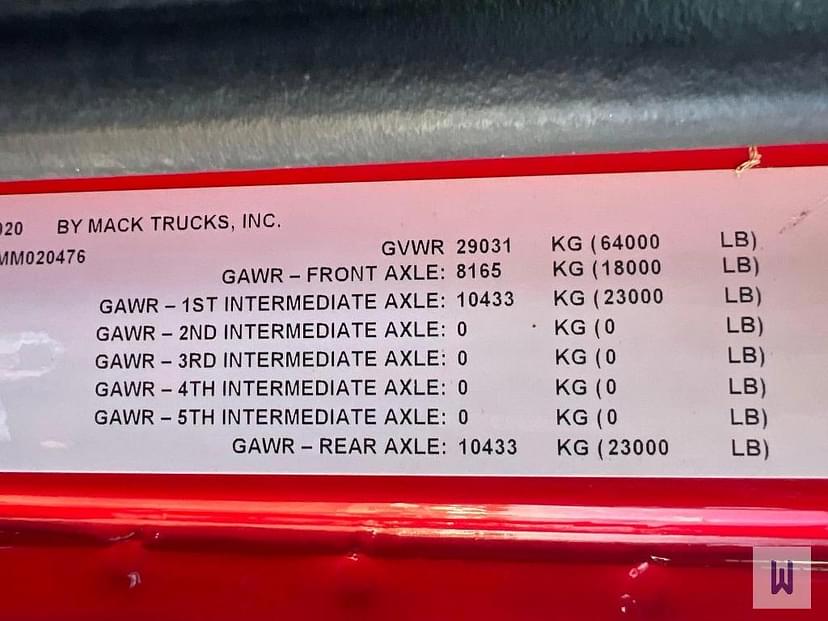 020 BY MACK TRUCKS, INC.
MM020476
GVWR 29031 KG (64000 LB)
GAWR – FRONT AXLE: 8165 KG (18000 LB)
GAWR – 1ST INTERMEDIATE AXLE: 10433 KG (23000 LB)
GAWR – 2ND INTERMEDIATE AXLE: 0 KG (0 LB)
GAWR – 3RD INTERMEDIATE AXLE: 0 KG (0 LB)
GAWR – 4TH INTERMEDIATE AXLE: 0 KG (0 LB)
GAWR – 5TH INTERMEDIATE AXLE: 0 KG (0 LB)
GAWR – REAR AXLE: 10433 KG (23000 LB)
W